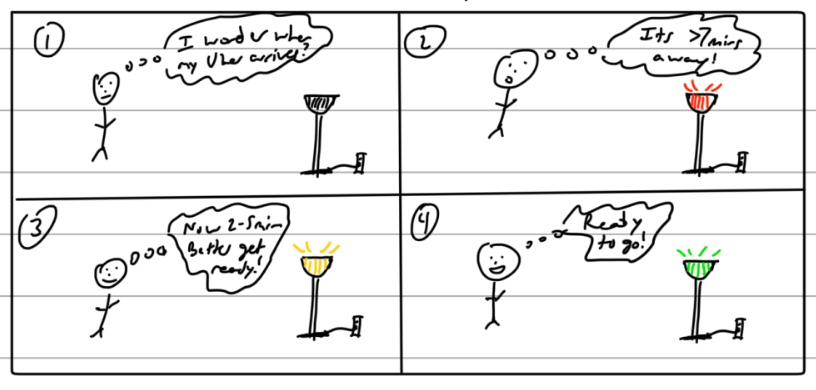 1
I wonder when
my Uber arrives?
2
Its >7 mins
away!
3
Now 2-5 min
Better get
ready!
4
Ready
to go!